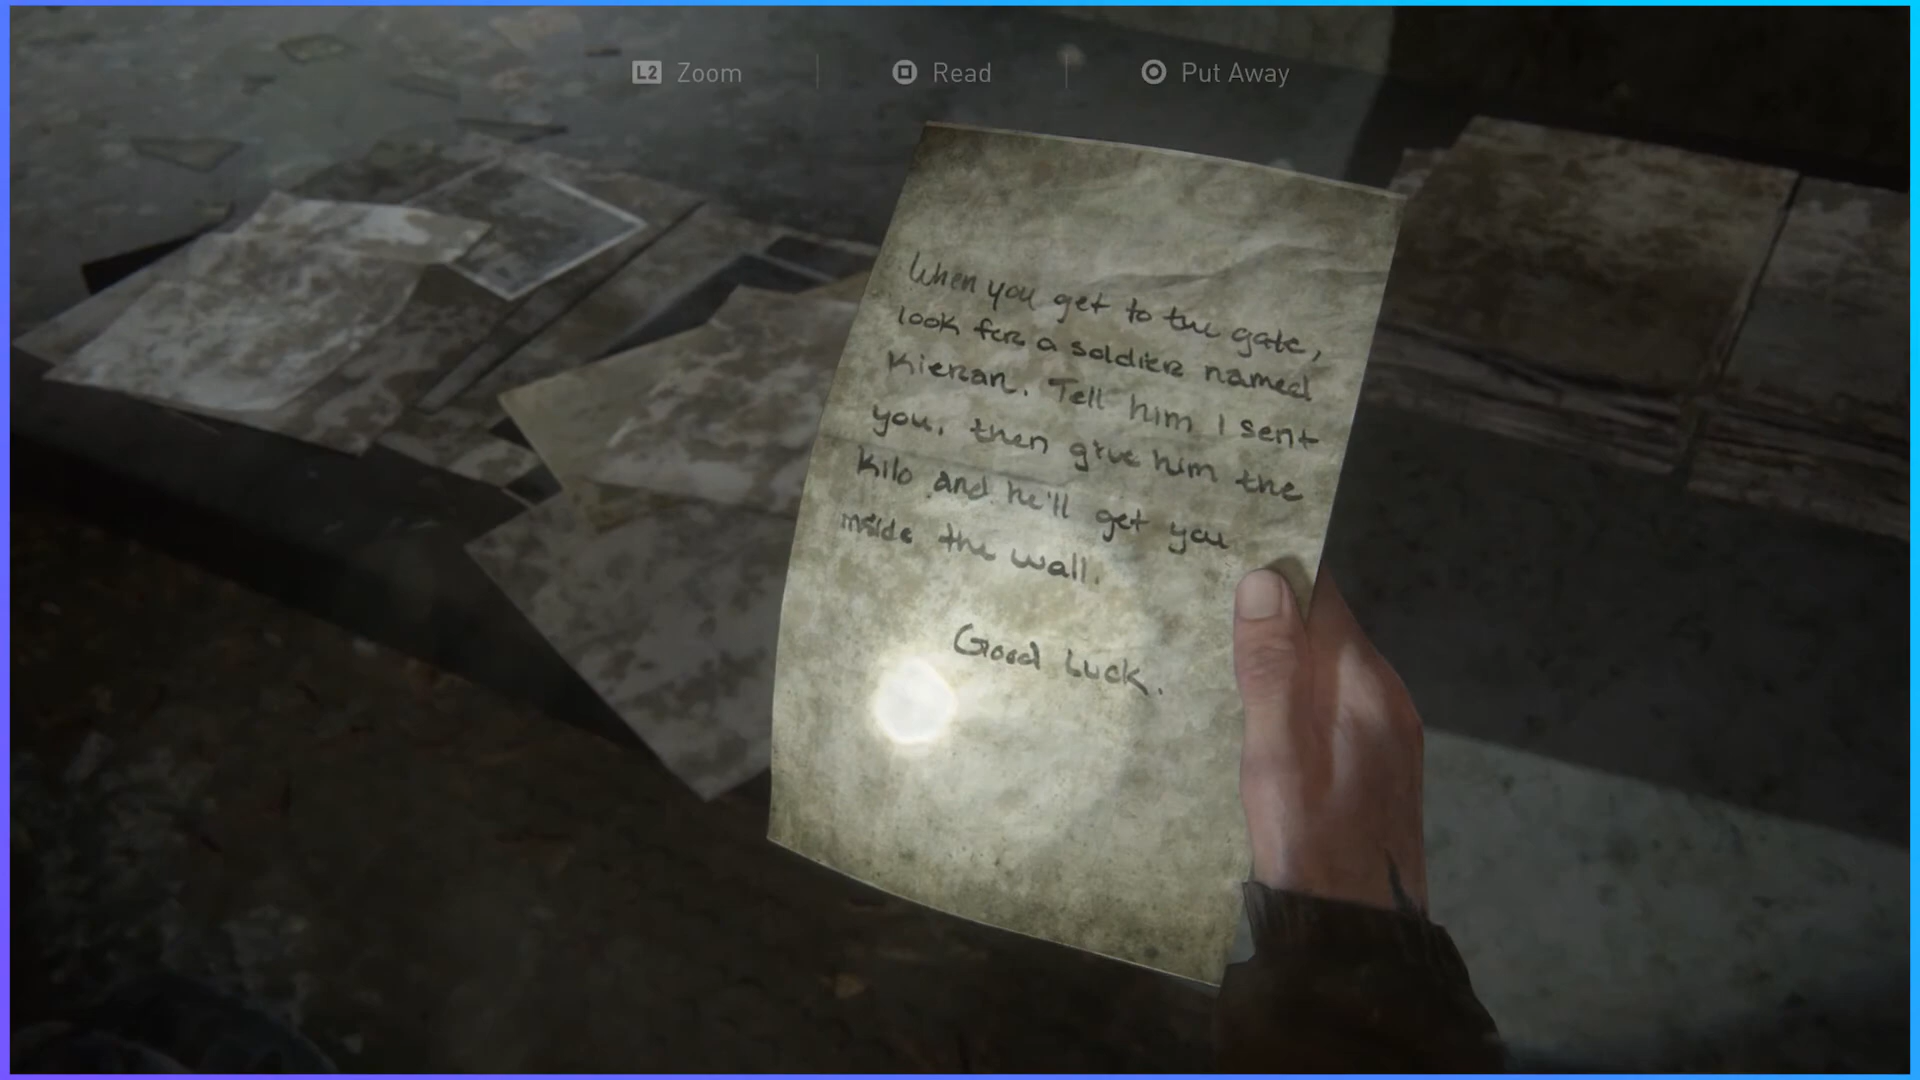 L2 Zoom
Read
Put Away
When you get to the gate,
look for a soldier named
Kieran. Tell him I sent
you, then give him the
Kilo and he'll get you
inside the wall.
Good Luck.